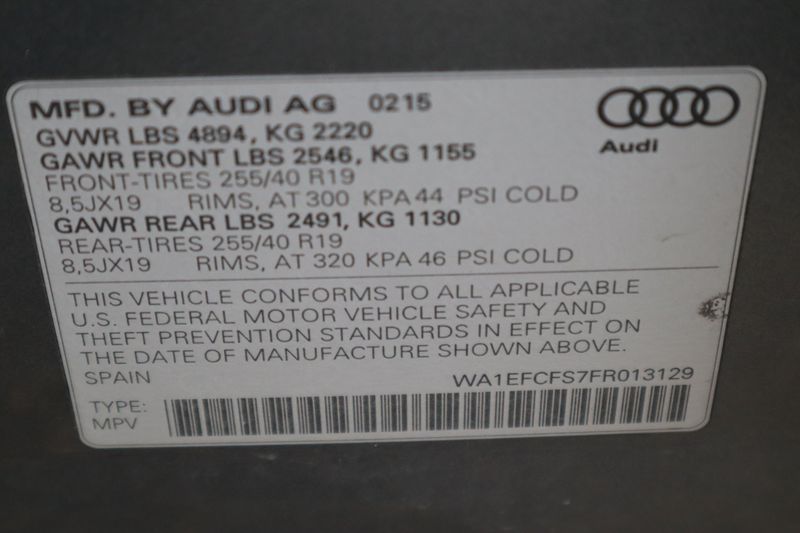 MFD. BY AUDI AG 0215
GVWR LBS 4894, KG 2220
GAWR FRONT LBS 2546, KG 1155
FRONT-TIRES 255/40 R19
8,5JX19 RIMS, AT 300 KPA 44 PSI COLD
GAWR REAR LBS 2491, KG 1130
REAR-TIRES 255/40 R19
8,5JX19 RIMS, AT 320 KPA 46 PSI COLD
Audi
THIS VEHICLE CONFORMS TO ALL APPLICABLE
U.S. FEDERAL MOTOR VEHICLE SAFETY AND
THEFT PREVENTION STANDARDS IN EFFECT ON
THE DATE OF MANUFACTURE SHOWN ABOVE.
SPAIN WA1EFCFS7FR013129
TYPE:
MPV